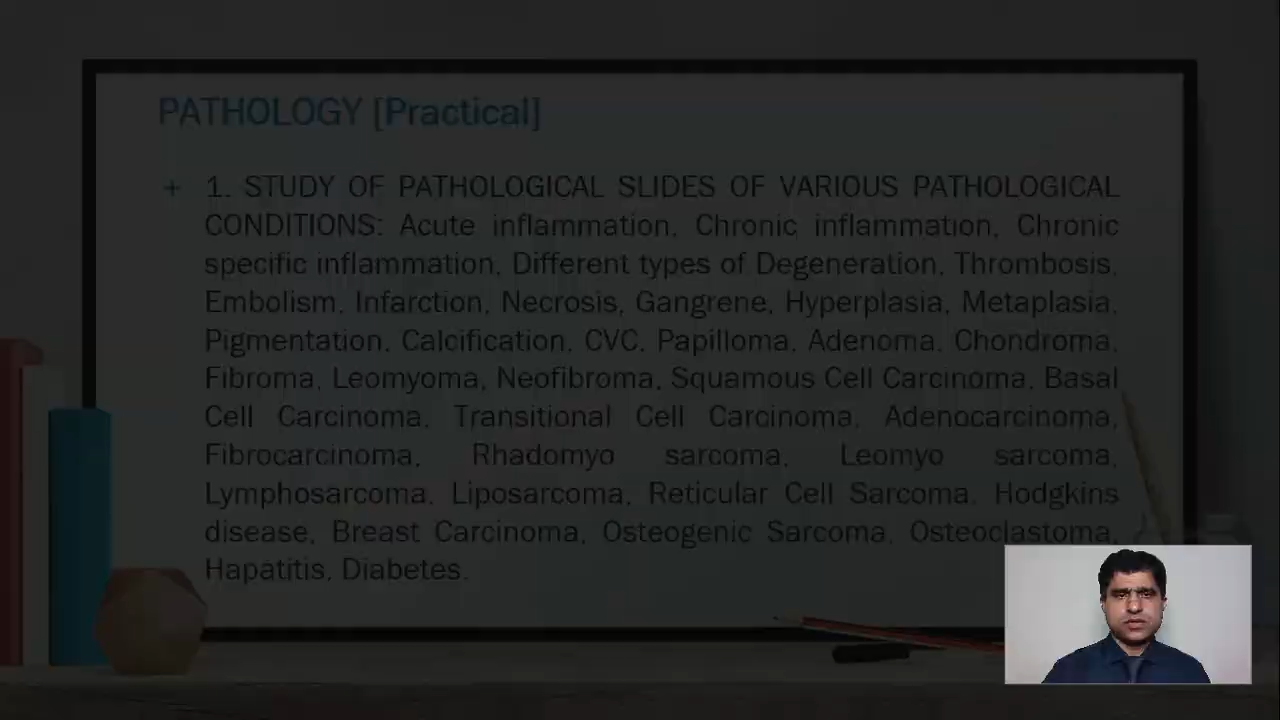 PATHOLOGY [Practical]
+ 1. STUDY OF PATHOLOGICAL SLIDES OF VARIOUS PATHOLOGICAL
CONDITIONS: Acute inflammation, Chronic inflammation, Chronic
specific inflammation, Different types of Degeneration, Thrombosis,
Embolism, Infarction, Necrosis, Gangrene, Hyperplasia, Metaplasia,
Pigmentation, Calcification, CVC, Papilloma, Adenoma, Chondroma,
Fibroma, Leomyoma, Neofibroma, Squamous Cell Carcinoma, Basal
Cell Carcinoma, Transitional Cell Carcinoma, Adenocarcinoma,
Fibrocarcinoma, Rhadomyo sarcoma, Leomyo sarcoma,
Lymphosarcoma, Liposarcoma, Reticular Cell Sarcoma, Hodgkins
disease, Breast Carcinoma, Osteogenic Sarcoma, Osteoclastoma,
Hapatitis, Diabetes.